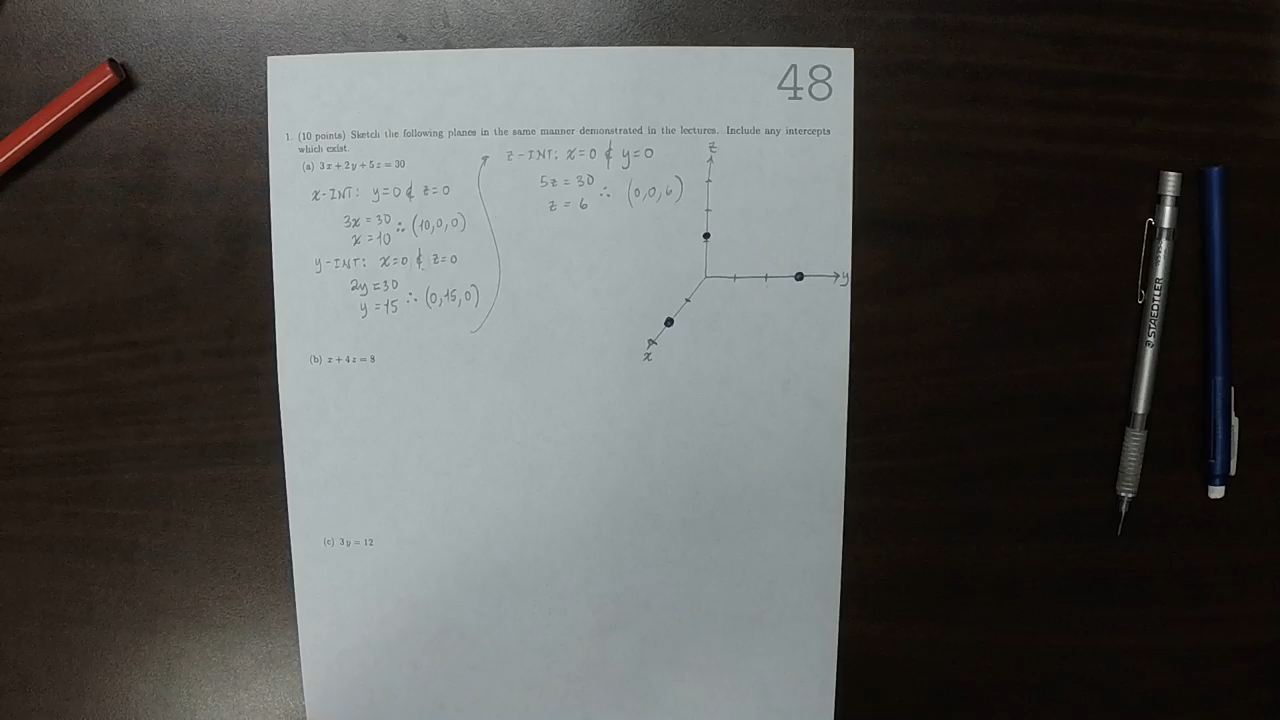 48
1. (10 points) Sketch the following planes in the same manner demonstrated in the lectures. Include any intercepts
which exist.
(a) 3x + 2y + 5z = 30
x-INT: y=0 & z=0
3x = 30
x = 10 ∴ (10,0,0)
y-INT: x=0 & z=0
2y = 30
y = 15 ∴ (0,15,0)
z-INT: x=0 & y=0
5z = 30
z = 6 ∴ (0,0,6)
z
y
x
(b) x + 4z = 8
(c) 3y = 12
STAEDTLER